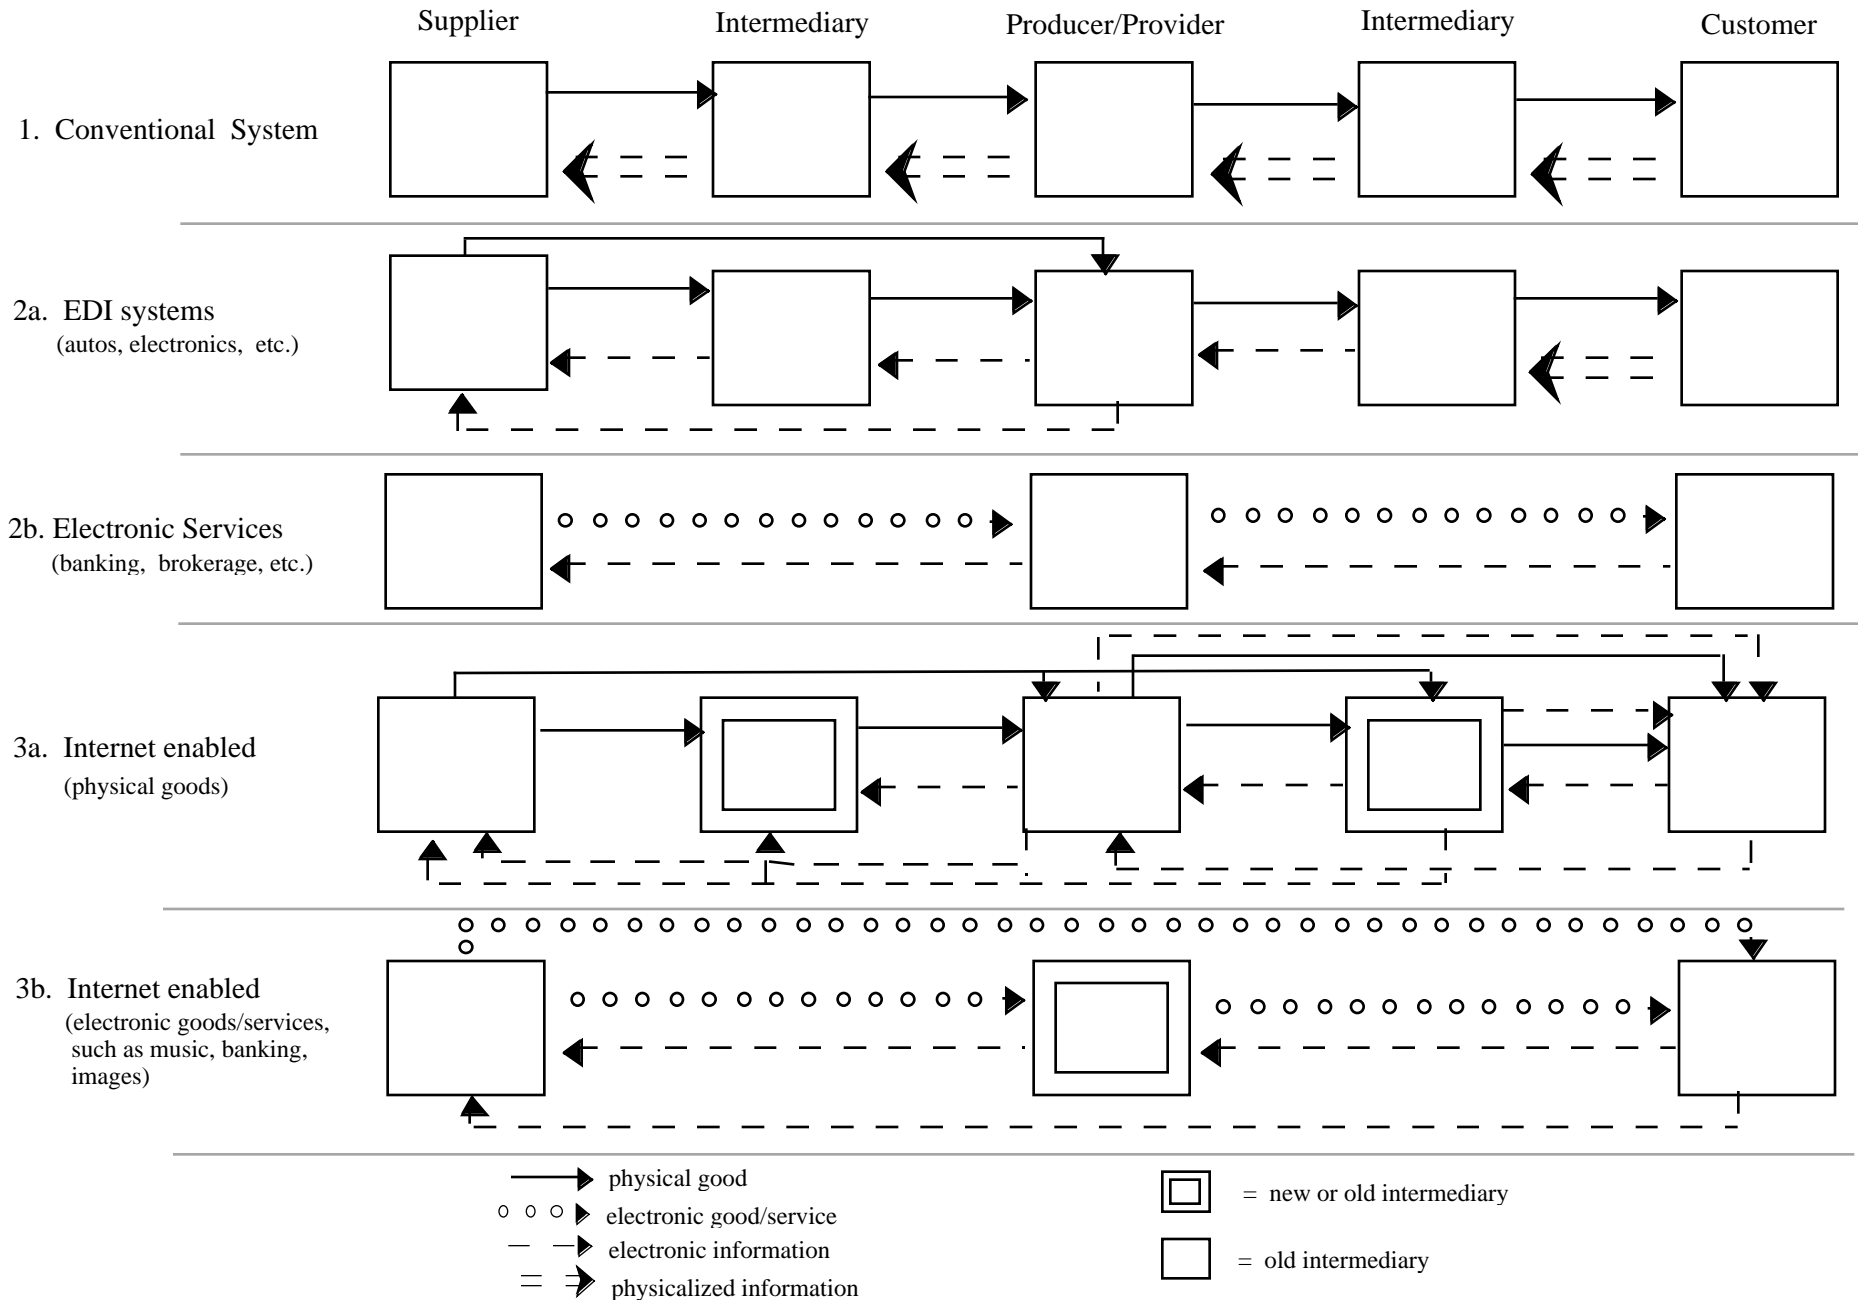 Supplier Intermediary Producer/Provider Intermediary Customer
1. Conventional System
2a. EDI systems
(autos, electronics, etc.)
2b. Electronic Services
(banking, brokerage, etc.)
3a. Internet enabled
(physical goods)
3b. Internet enabled
(electronic goods/services,
such as music, banking,
images)
physical good
electronic good/service
electronic information
physicalized information
= new or old intermediary
= old intermediary